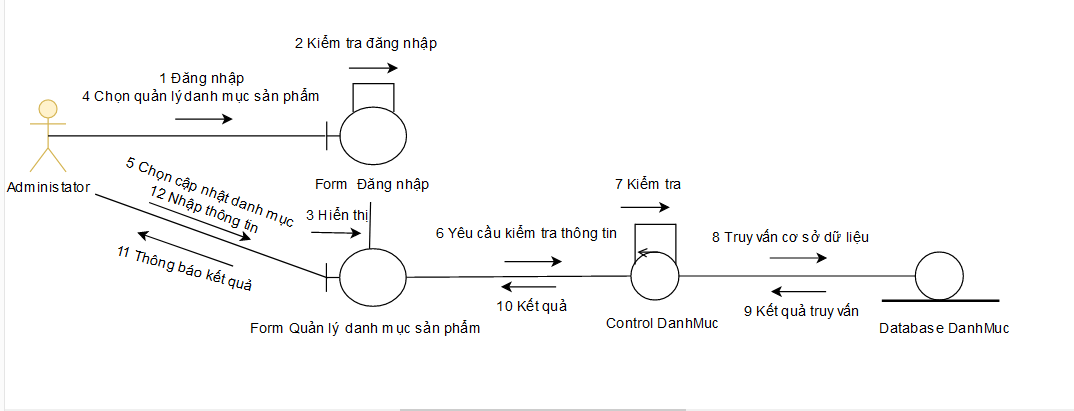 2 Kiểm tra đăng nhập
1 Đăng nhập
4 Chọn quản lý danh mục sản phẩm
Administator
Form Đăng nhập
5 Chọn cập nhật danh mục
12 Nhập thông tin
11 Thông báo kết quả
3 Hiển thị
7 Kiểm tra
6 Yêu cầu kiểm tra thông tin
8 Truy vấn cơ sở dữ liệu
10 Kết quả
9 Kết quả truy vấn
Form Quản lý danh mục sản phẩm
Control DanhMuc
Database DanhMuc